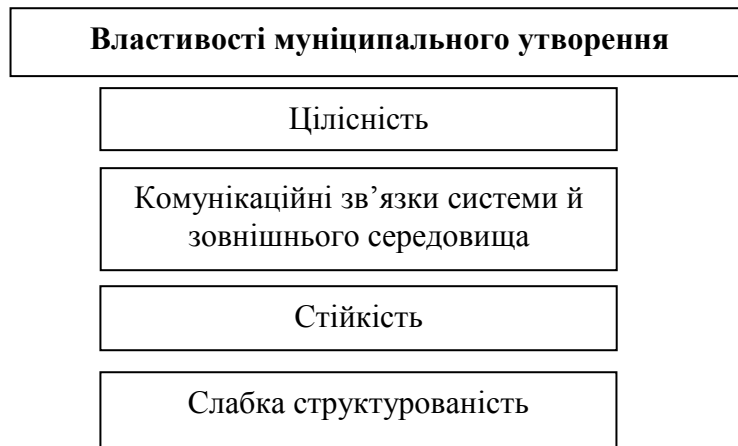 Властивості муніципального утворення
Цілісність
Комунікаційні зв’язки системи й
зовнішнього середовища
Стійкість
Слабка структурованість